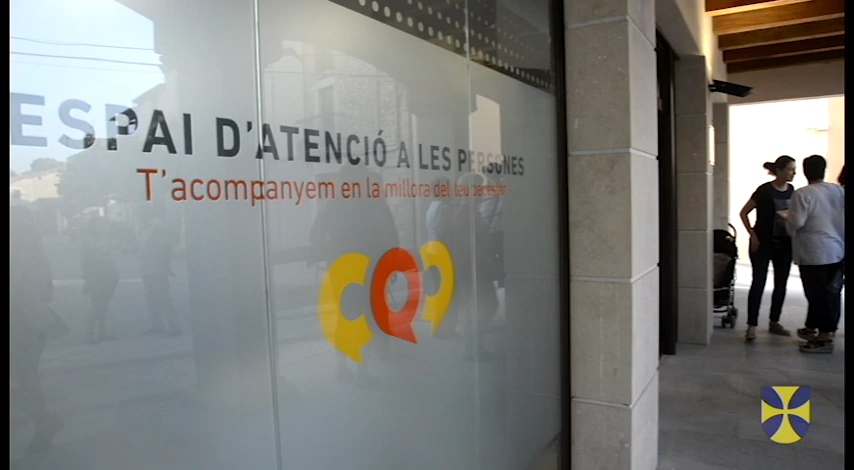 ESPAI D'ATENCIÓ A LES PERSONES
T'acompanyem en la millora del teu benestar